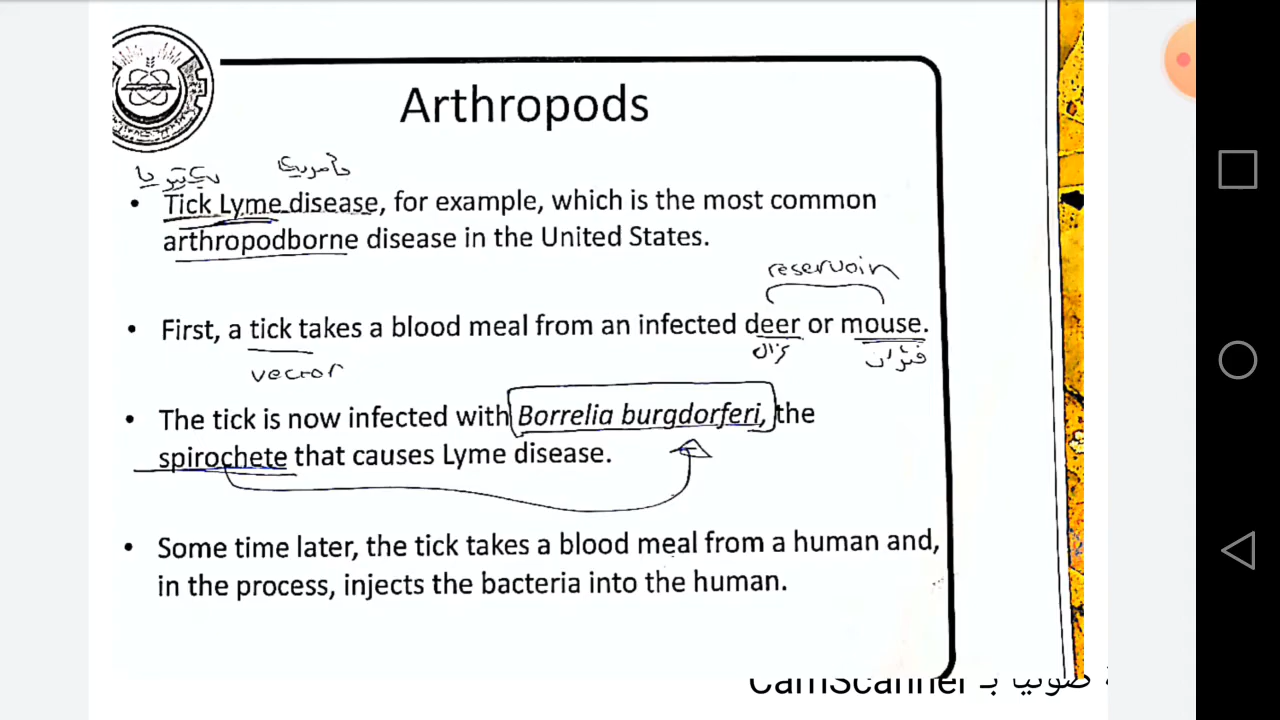 Arthropods
بكتيريا
• Tick Lyme disease, for example, which is the most common
arthropodborne disease in the United States.
reservoir
• First, a tick takes a blood meal from an infected deer or mouse.
vector غزال فئران
• The tick is now infected with Borrelia burgdorferi, the
spirochete that causes Lyme disease.
• Some time later, the tick takes a blood meal from a human and,
in the process, injects the bacteria into the human.
ضوئيا بـ CamScanner